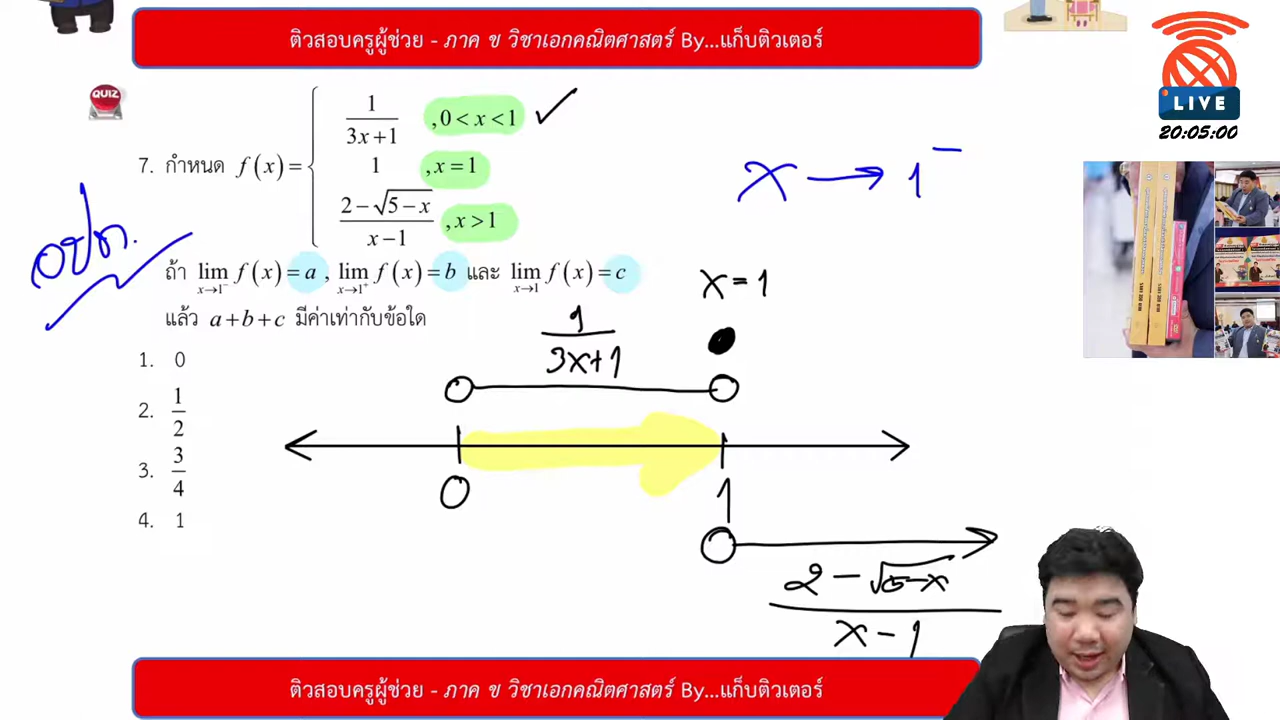 ติวสอบครูผู้ช่วย - ภาค ข วิชาเอกคณิตศาสตร์ By...แก็บติวเตอร์
LIVE
20:05:00
QUIZ
7. กำหนด f(x) = { 1/(3x+1) , 0 < x < 1
1 , x = 1
(2 − √(5 − x))/(x − 1) , x > 1
x → 1⁻
ถ้า lim x→1⁻ f(x) = a , lim x→1⁺ f(x) = b และ lim x→1 f(x) = c
x = 1
แล้ว a + b + c มีค่าเท่ากับข้อใด
1/(3x+1)
1. 0
2. 1/2
3. 3/4
4. 1
0 1
(2 − √(5 − x))/(x − 1)
ติวสอบครูผู้ช่วย - ภาค ข วิชาเอกคณิตศาสตร์ By...แก็บติวเตอร์